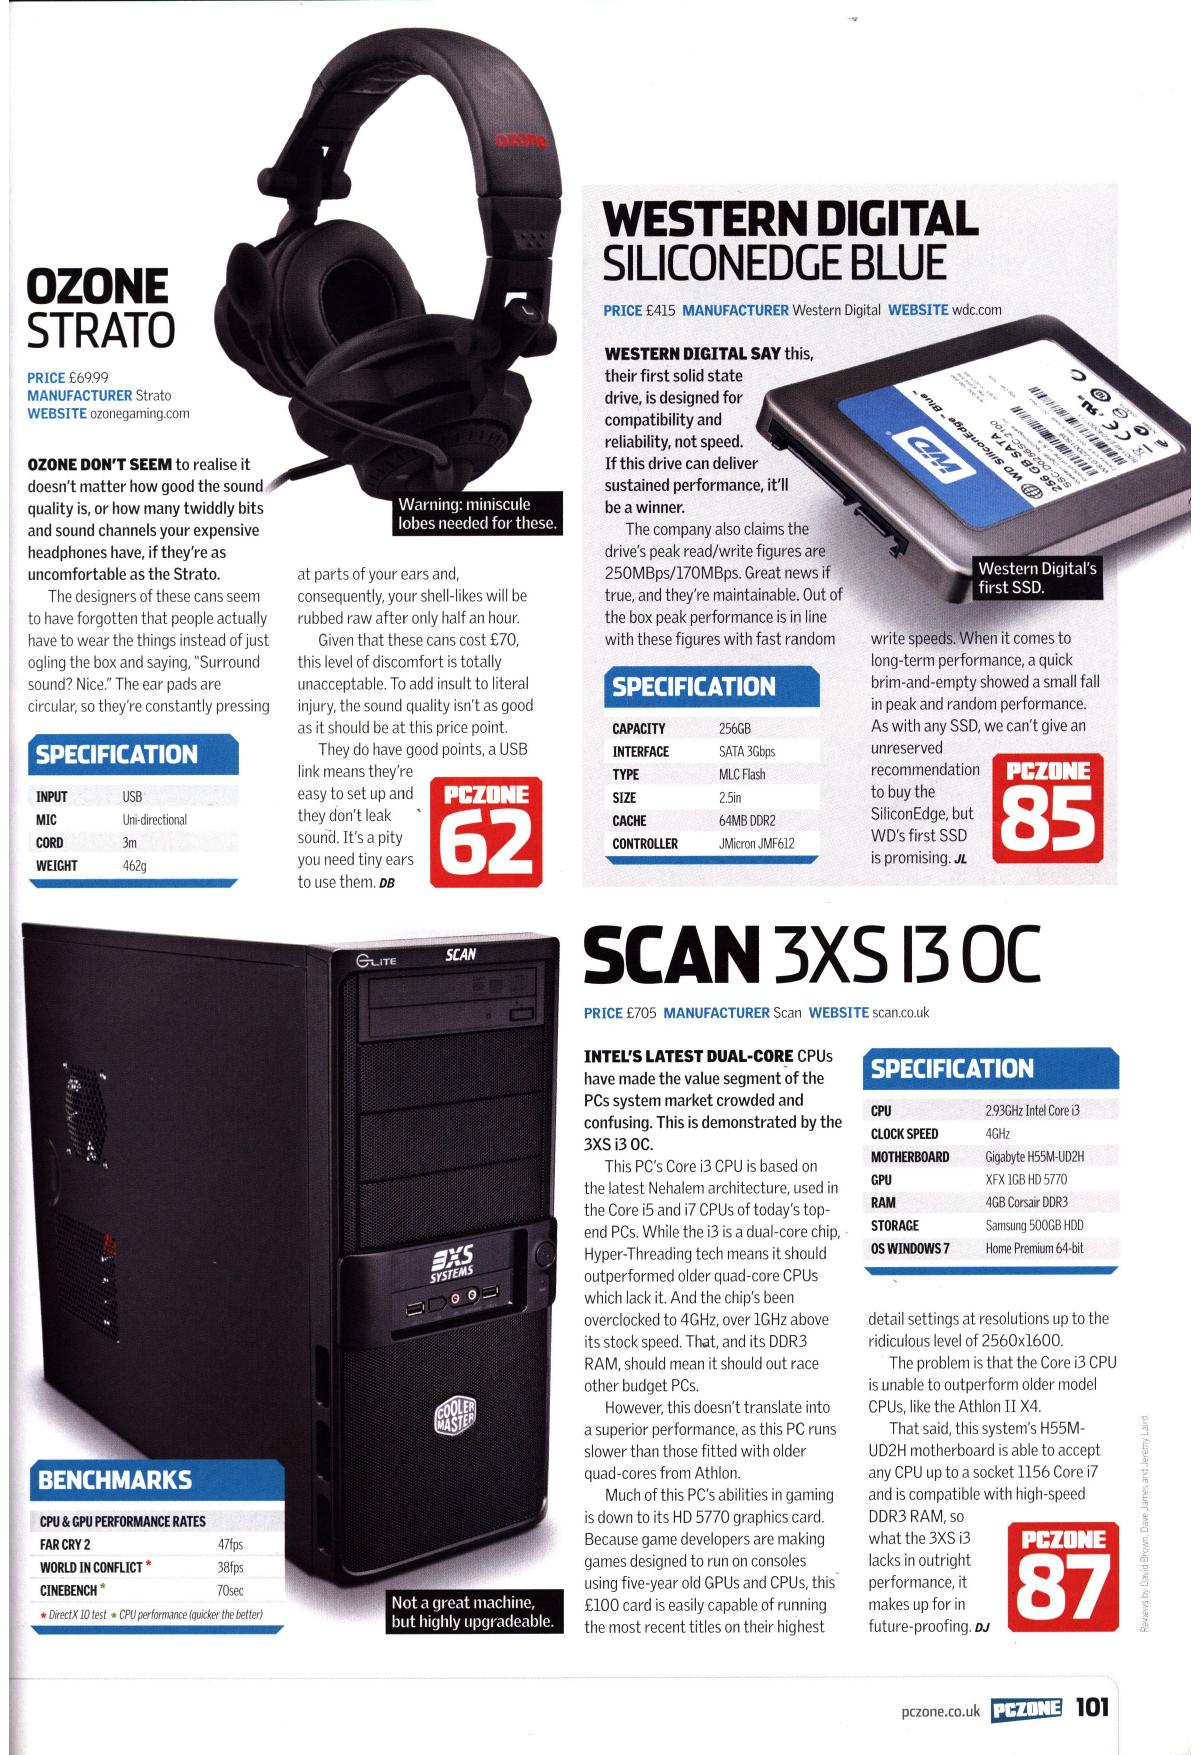 ozone
OZONE
STRATO
PRICE £69.99
MANUFACTURER Strato
WEBSITE ozonegaming.com
OZONE DON'T SEEM to realise it
doesn't matter how good the sound
quality is, or how many twiddly bits
and sound channels your expensive
headphones have, if they're as
uncomfortable as the Strato.
The designers of these cans seem
to have forgotten that people actually
have to wear the things instead of just
ogling the box and saying, "Surround
sound? Nice." The ear pads are
circular, so they're constantly pressing
SPECIFICATION
INPUT USB
MIC Uni-directional
CORD 3m
WEIGHT 462g
Warning: miniscule
lobes needed for these.
at parts of your ears and,
consequently, your shell-likes will be
rubbed raw after only half an hour.
Given that these cans cost £70,
this level of discomfort is totally
unacceptable. To add insult to literal
injury, the sound quality isn't as good
as it should be at this price point.
They do have good points, a USB
link means they're
easy to set up and
they don't leak
sound. It's a pity
you need tiny ears
to use them. DB
PCZONE
62
WESTERN DIGITAL
SILICONEDGE BLUE
PRICE £415 MANUFACTURER Western Digital WEBSITE wdc.com
WESTERN DIGITAL SAY this,
their first solid state
drive, is designed for
compatibility and
reliability, not speed.
If this drive can deliver
sustained performance, it'll
be a winner.
The company also claims the
drive's peak read/write figures are
250MBps/170MBps. Great news if
true, and they're maintainable. Out of
the box peak performance is in line
with these figures with fast random
SPECIFICATION
CAPACITY 256GB
INTERFACE SATA 3Gbps
TYPE MLC Flash
SIZE 2.5in
CACHE 64MB DDR2
CONTROLLER JMicron JMF612
WD
WD SiliconEdge™ Blue™
256 GB SATA
Western Digital's
first SSD.
write speeds. When it comes to
long-term performance, a quick
brim-and-empty showed a small fall
in peak and random performance.
As with any SSD, we can't give an
unreserved
recommendation
to buy the
SiliconEdge, but
WD's first SSD
is promising. JL
PCZONE
85
ELITE
SCAN
3XS
SYSTEMS
COOLER
MASTER
BENCHMARKS
CPU & GPU PERFORMANCE RATES
FAR CRY 2 47fps
WORLD IN CONFLICT * 38fps
CINEBENCH * 70sec
* DirectX 10 test * CPU performance (quicker the better)
Not a great machine,
but highly upgradeable.
SCAN 3XS I3 OC
PRICE £705 MANUFACTURER Scan WEBSITE scan.co.uk
INTEL'S LATEST DUAL-CORE CPUs
have made the value segment of the
PCs system market crowded and
confusing. This is demonstrated by the
3XS i3 OC.
This PC's Core i3 CPU is based on
the latest Nehalem architecture, used in
the Core i5 and i7 CPUs of today's top-
end PCs. While the i3 is a dual-core chip,
Hyper-Threading tech means it should
outperformed older quad-core CPUs
which lack it. And the chip's been
overclocked to 4GHz, over 1GHz above
its stock speed. That, and its DDR3
RAM, should mean it should out race
other budget PCs.
However, this doesn't translate into
a superior performance, as this PC runs
slower than those fitted with older
quad-cores from Athlon.
Much of this PC's abilities in gaming
is down to its HD 5770 graphics card.
Because game developers are making
games designed to run on consoles
using five-year old GPUs and CPUs, this
£100 card is easily capable of running
the most recent titles on their highest
SPECIFICATION
CPU 2.93GHz Intel Core i3
CLOCK SPEED 4GHz
MOTHERBOARD Gigabyte H55M-UD2H
GPU XFX 1GB HD 5770
RAM 4GB Corsair DDR3
STORAGE Samsung 500GB HDD
OS WINDOWS 7 Home Premium 64-bit
detail settings at resolutions up to the
ridiculous level of 2560x1600.
The problem is that the Core i3 CPU
is unable to outperform older model
CPUs, like the Athlon II X4.
That said, this system's H55M-
UD2H motherboard is able to accept
any CPU up to a socket 1156 Core i7
and is compatible with high-speed
DDR3 RAM, so
what the 3XS i3
lacks in outright
performance, it
makes up for in
future-proofing. DJ
PCZONE
87
Reviews by David Brown, Dave James and Jeremy Laird
pczone.co.uk PCZONE 101